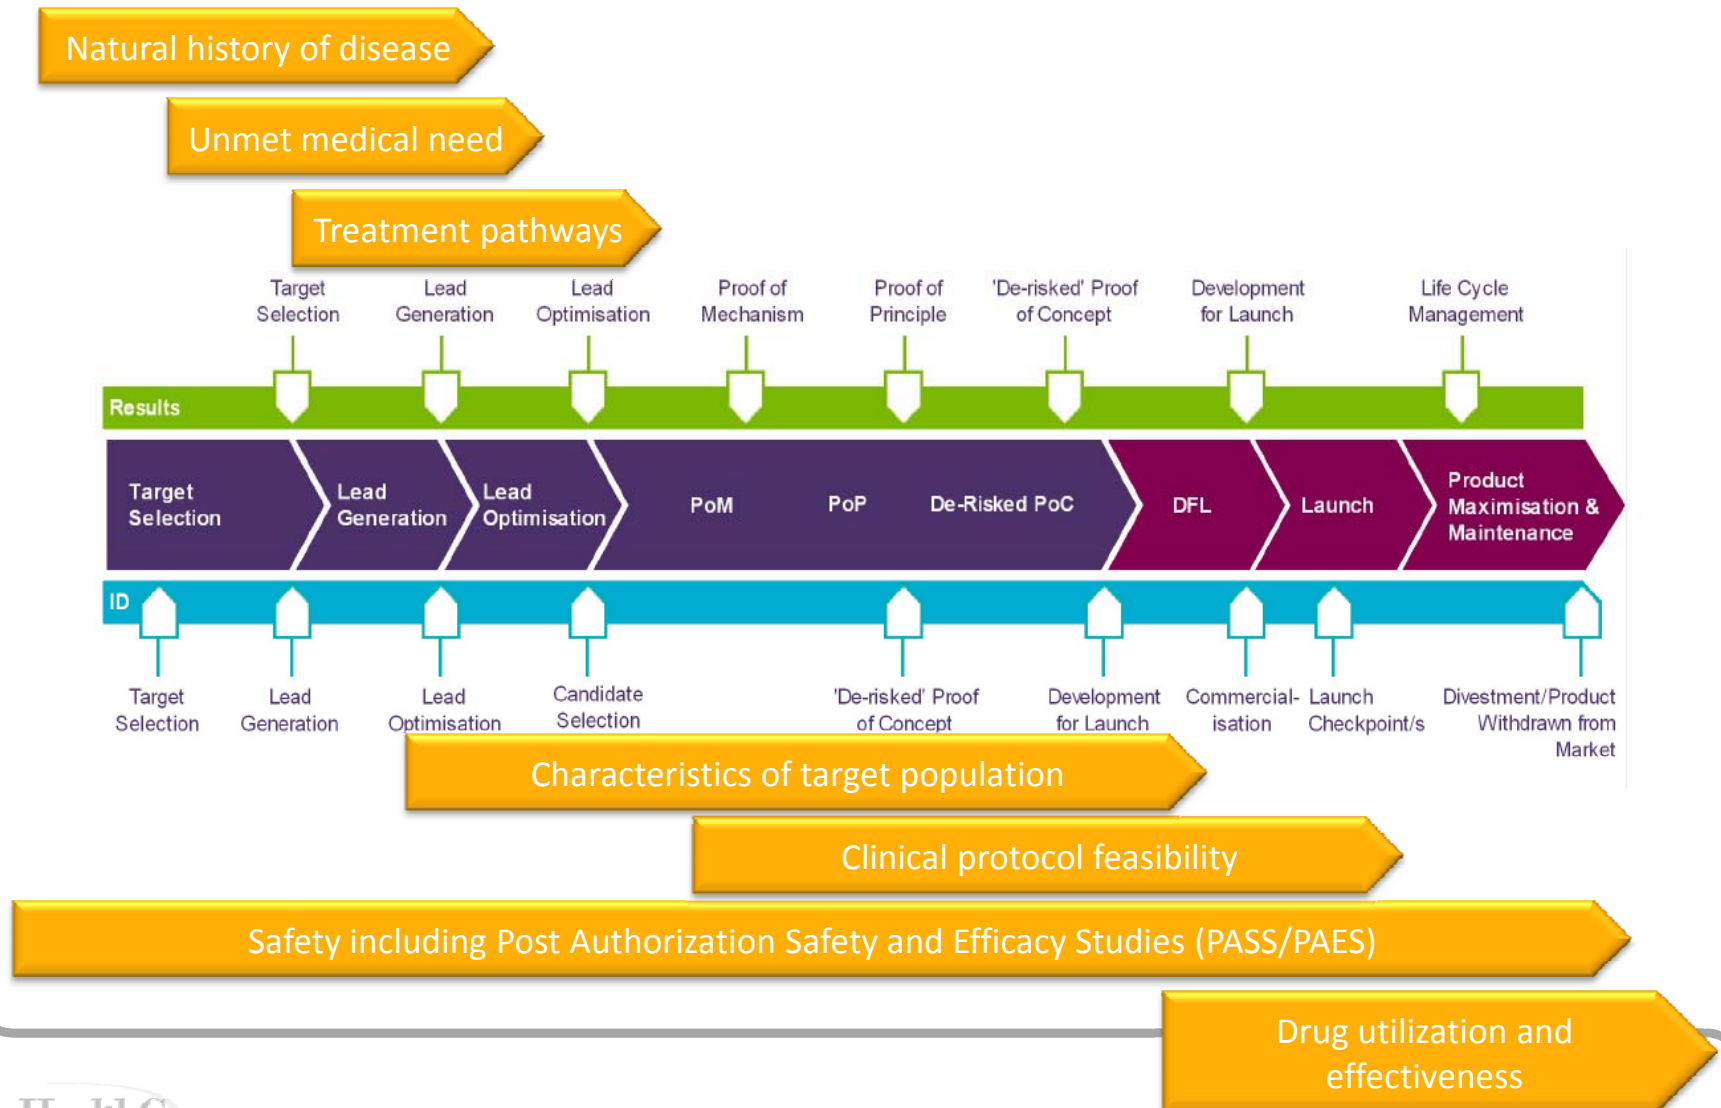 Natural history of disease
Unmet medical need
Treatment pathways
Target
Selection
Lead
Generation
Lead
Optimisation
Proof of
Mechanism
Proof of
Principle
'De-risked' Proof
of Concept
Development
for Launch
Life Cycle
Management
Results
Target
Selection
Lead
Generation
Lead
Optimisation
PoM
PoP
De-Risked PoC
DFL
Launch
Product
Maximisation &
Maintenance
ID
Target
Selection
Lead
Generation
Lead
Optimisation
Candidate
Selection
'De-risked' Proof
of Concept
Development
for Launch
Commercial-
isation
Launch
Checkpoint/s
Divestment/Product
Withdrawn from
Market
Characteristics of target population
Clinical protocol feasibility
Safety including Post Authorization Safety and Efficacy Studies (PASS/PAES)
Drug utilization and
effectiveness